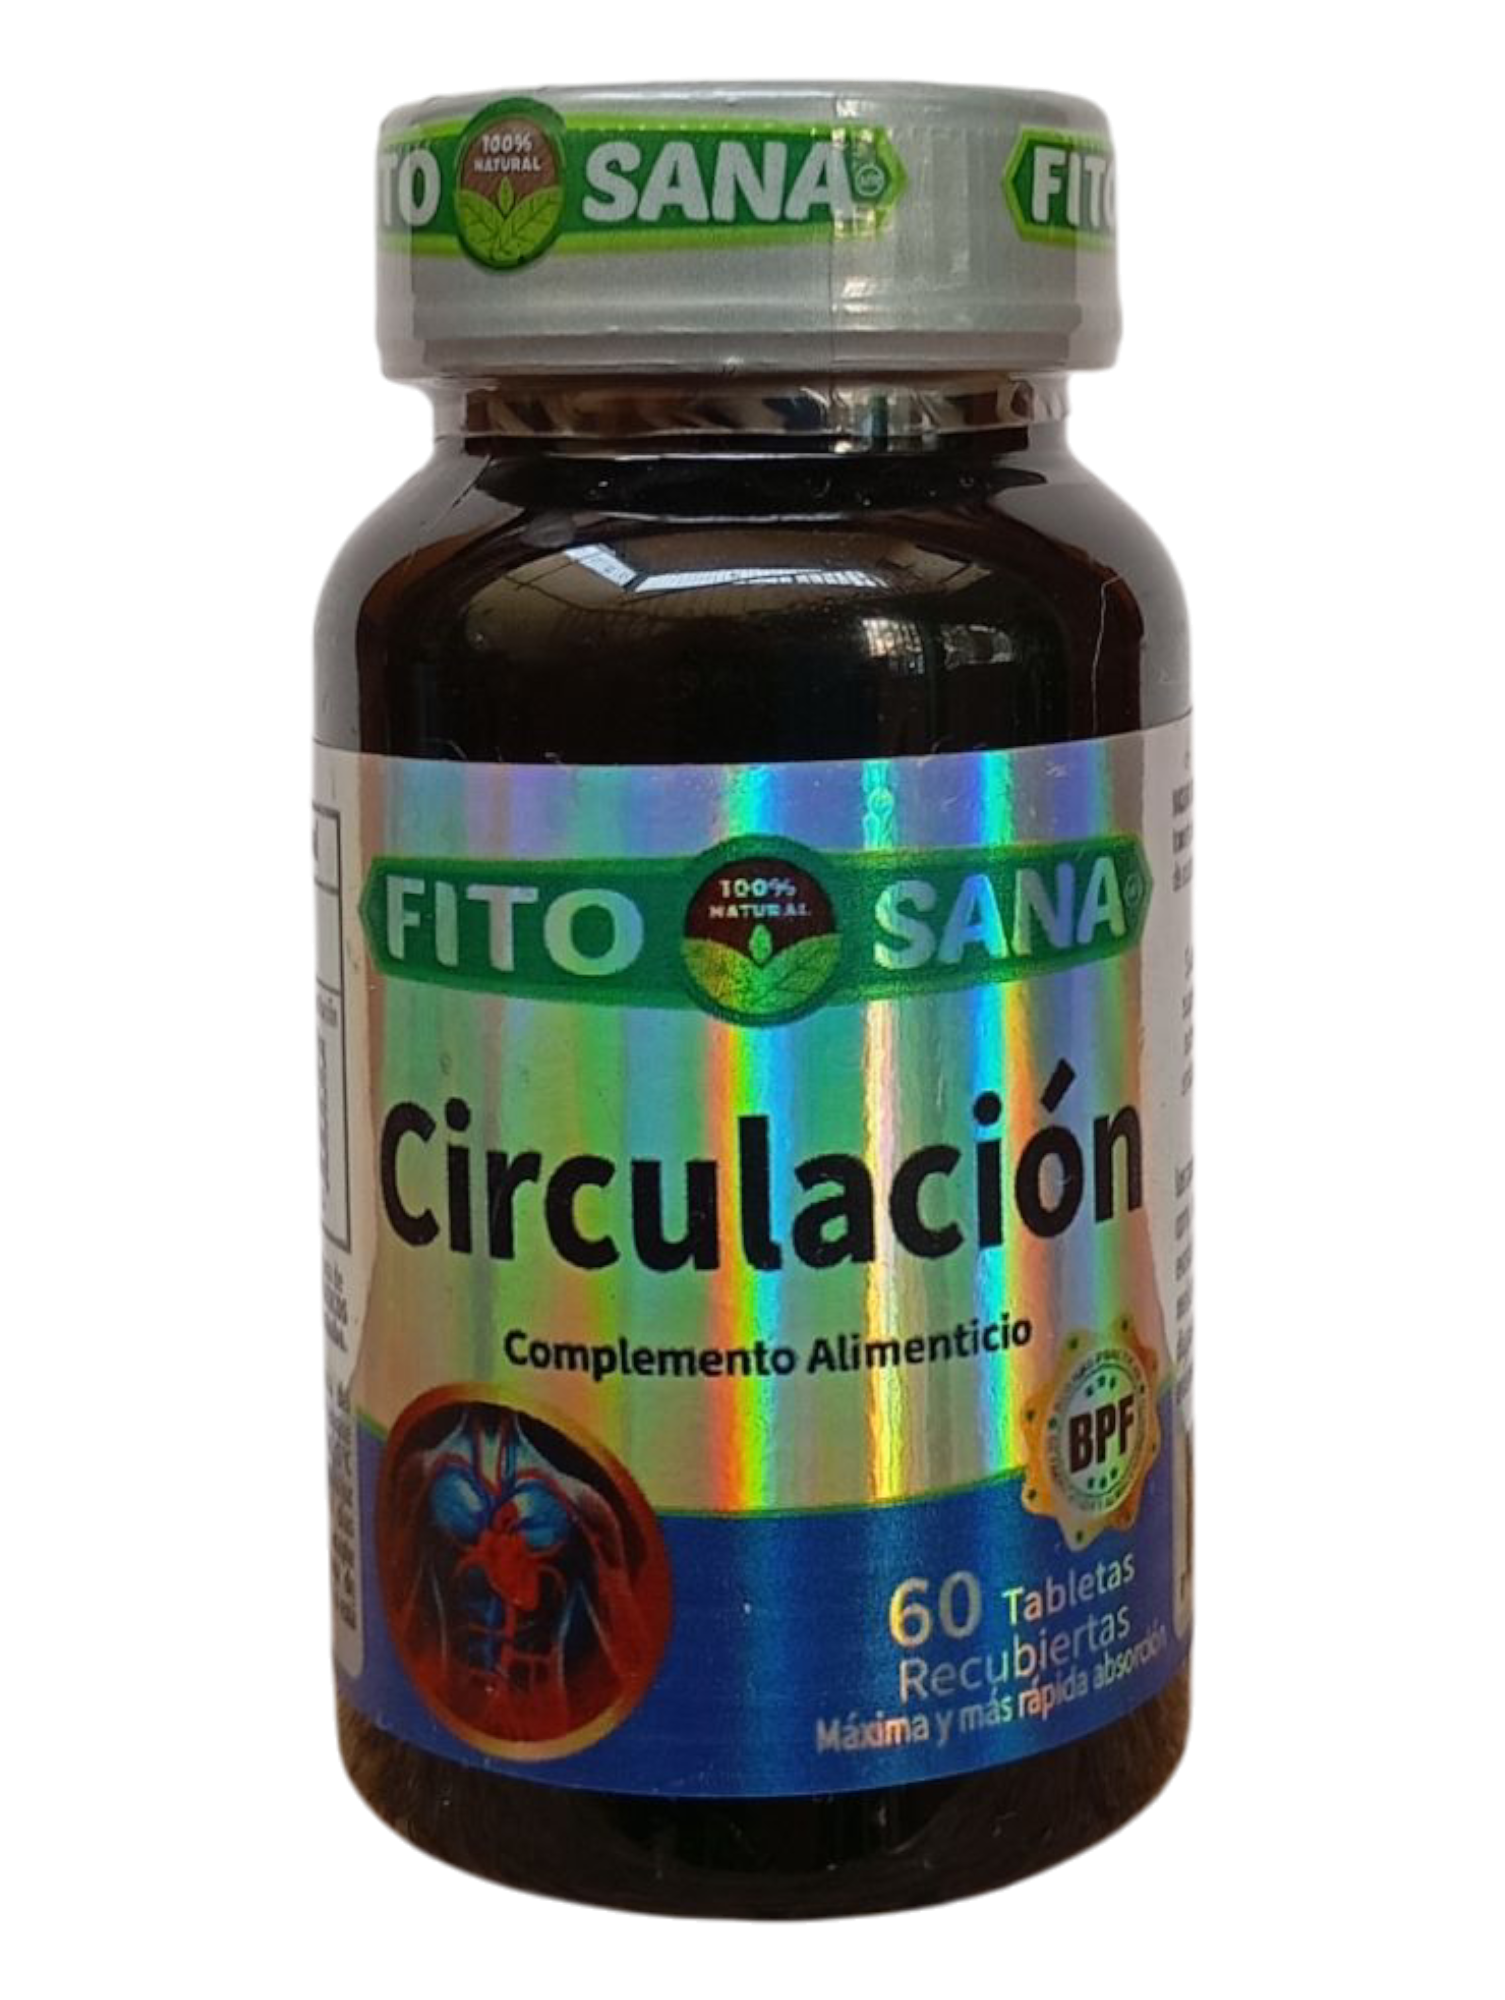 TO 100% NATURAL SANA FITO
FITO 100% NATURAL SANA
Circulación
Complemento Alimenticio
BPF
60 Tabletas
Recubiertas
Máxima y más rápida absorción